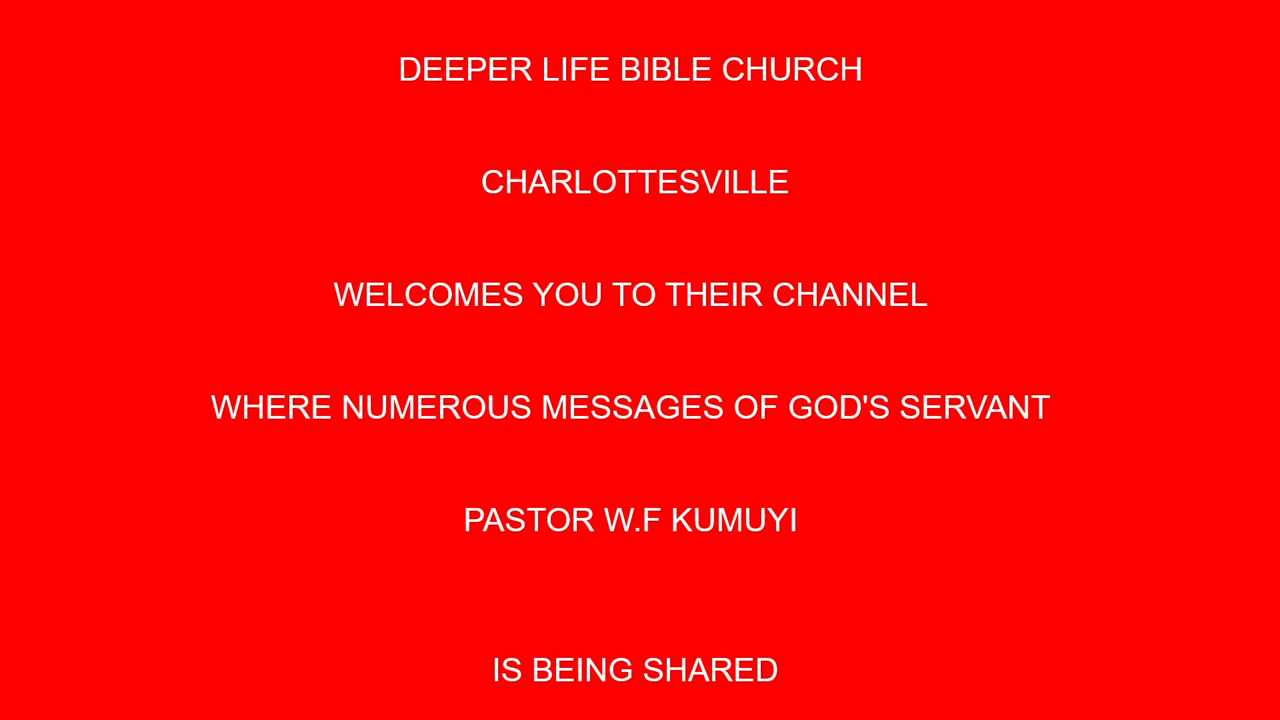 DEEPER LIFE BIBLE CHURCH
CHARLOTTESVILLE
WELCOMES YOU TO THEIR CHANNEL
WHERE NUMEROUS MESSAGES OF GOD'S SERVANT
PASTOR W.F KUMUYI
IS BEING SHARED